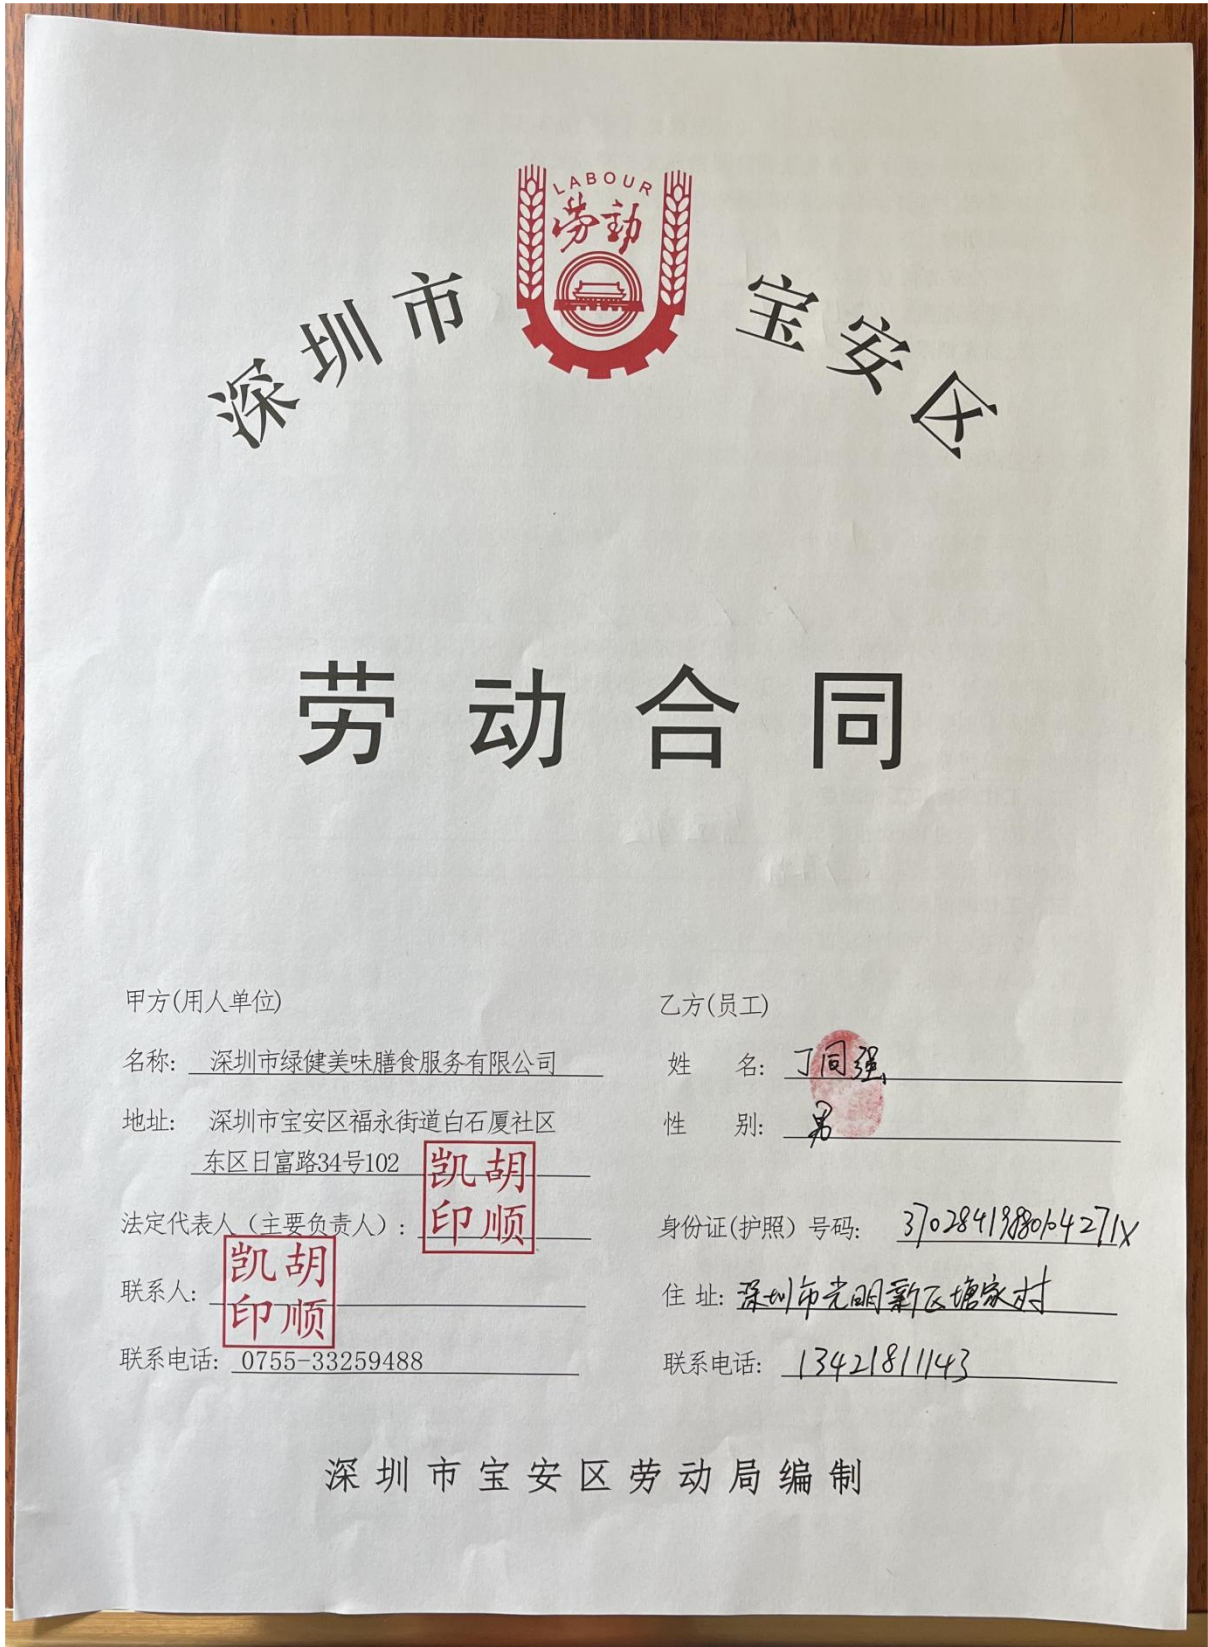 LABOUR
劳动
深圳市 宝安区
劳动合同
甲方(用人单位)
名称: 深圳市绿健美味膳食服务有限公司
地址: 深圳市宝安区福永街道白石厦社区
东区日富路34号102
法定代表人（主要负责人）:
胡顺凯印
联系人:
胡顺凯印
联系电话: 0755-33259488
乙方(员工)
姓 名: 丁同强
性 别: 男
身份证(护照）号码:
住 址: 深圳市光明新区塘家村
联系电话: 13421811143
深圳市宝安区劳动局编制